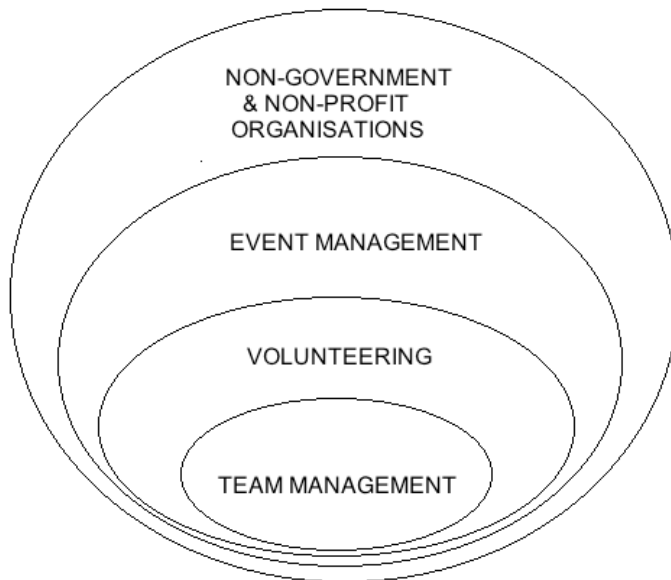 NON-GOVERNMENT
& NON-PROFIT
ORGANISATIONS
EVENT MANAGEMENT
VOLUNTEERING
TEAM MANAGEMENT